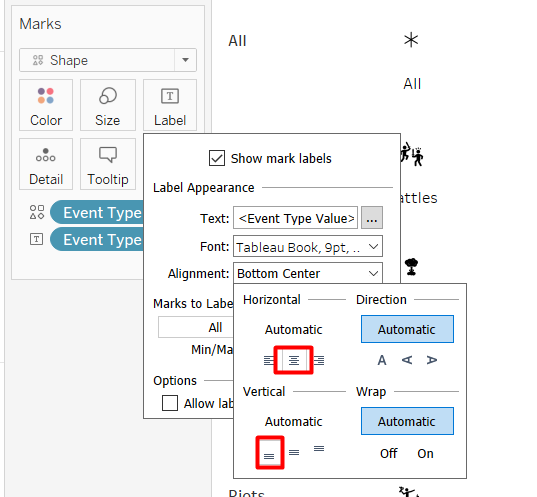 Marks
Shape
Color Size Label
Detail Tooltip
Event Type
T Event Type
All
All
attles
Riots
Show mark labels
Label Appearance
Text: <Event Type Value> ...
Font: Tableau Book, 9pt, ..
Alignment: Bottom Center
Marks to Labe
All
Min/Ma
Options
Allow lab
Horizontal Direction
Automatic Automatic
A A A
Vertical Wrap
Automatic Automatic
Off On